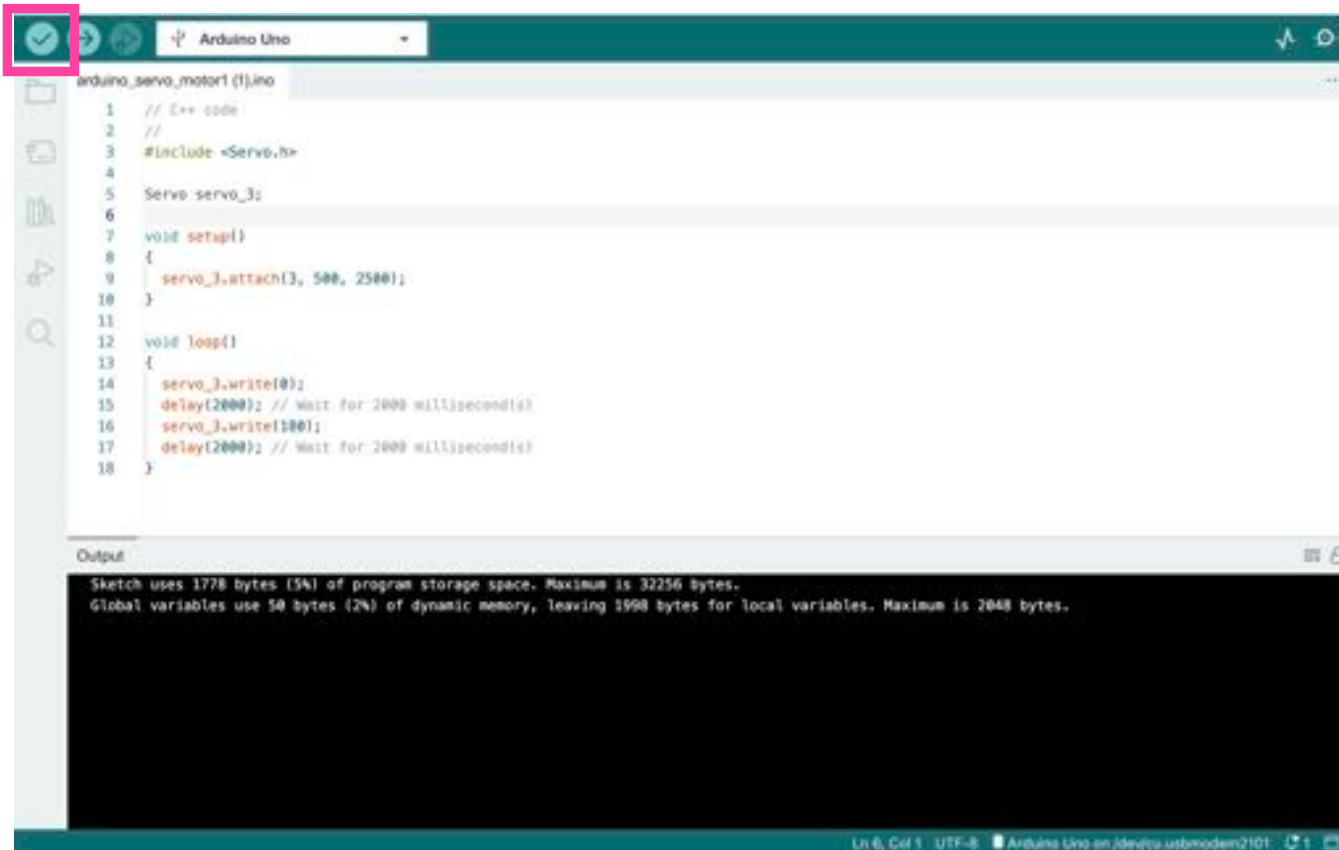 Arduino Uno
arduino_servo_motor1 (1).ino
1 // C++ code
2 //
3 #include <Servo.h>
4
5 Servo servo_3;
6
7 void setup()
8 {
9 servo_3.attach(3, 500, 2500);
10 }
11
12 void loop()
13 {
14 servo_3.write(0);
15 delay(2000); // Wait for 2000 millisecond(s)
16 servo_3.write(180);
17 delay(2000); // Wait for 2000 millisecond(s)
18 }
Output
Sketch uses 1778 bytes (5%) of program storage space. Maximum is 32256 bytes.
Global variables use 50 bytes (2%) of dynamic memory, leaving 1998 bytes for local variables. Maximum is 2048 bytes.
Ln 6, Col 1 UTF-8 Arduino Uno on /dev/cu.usbmodem2101 1